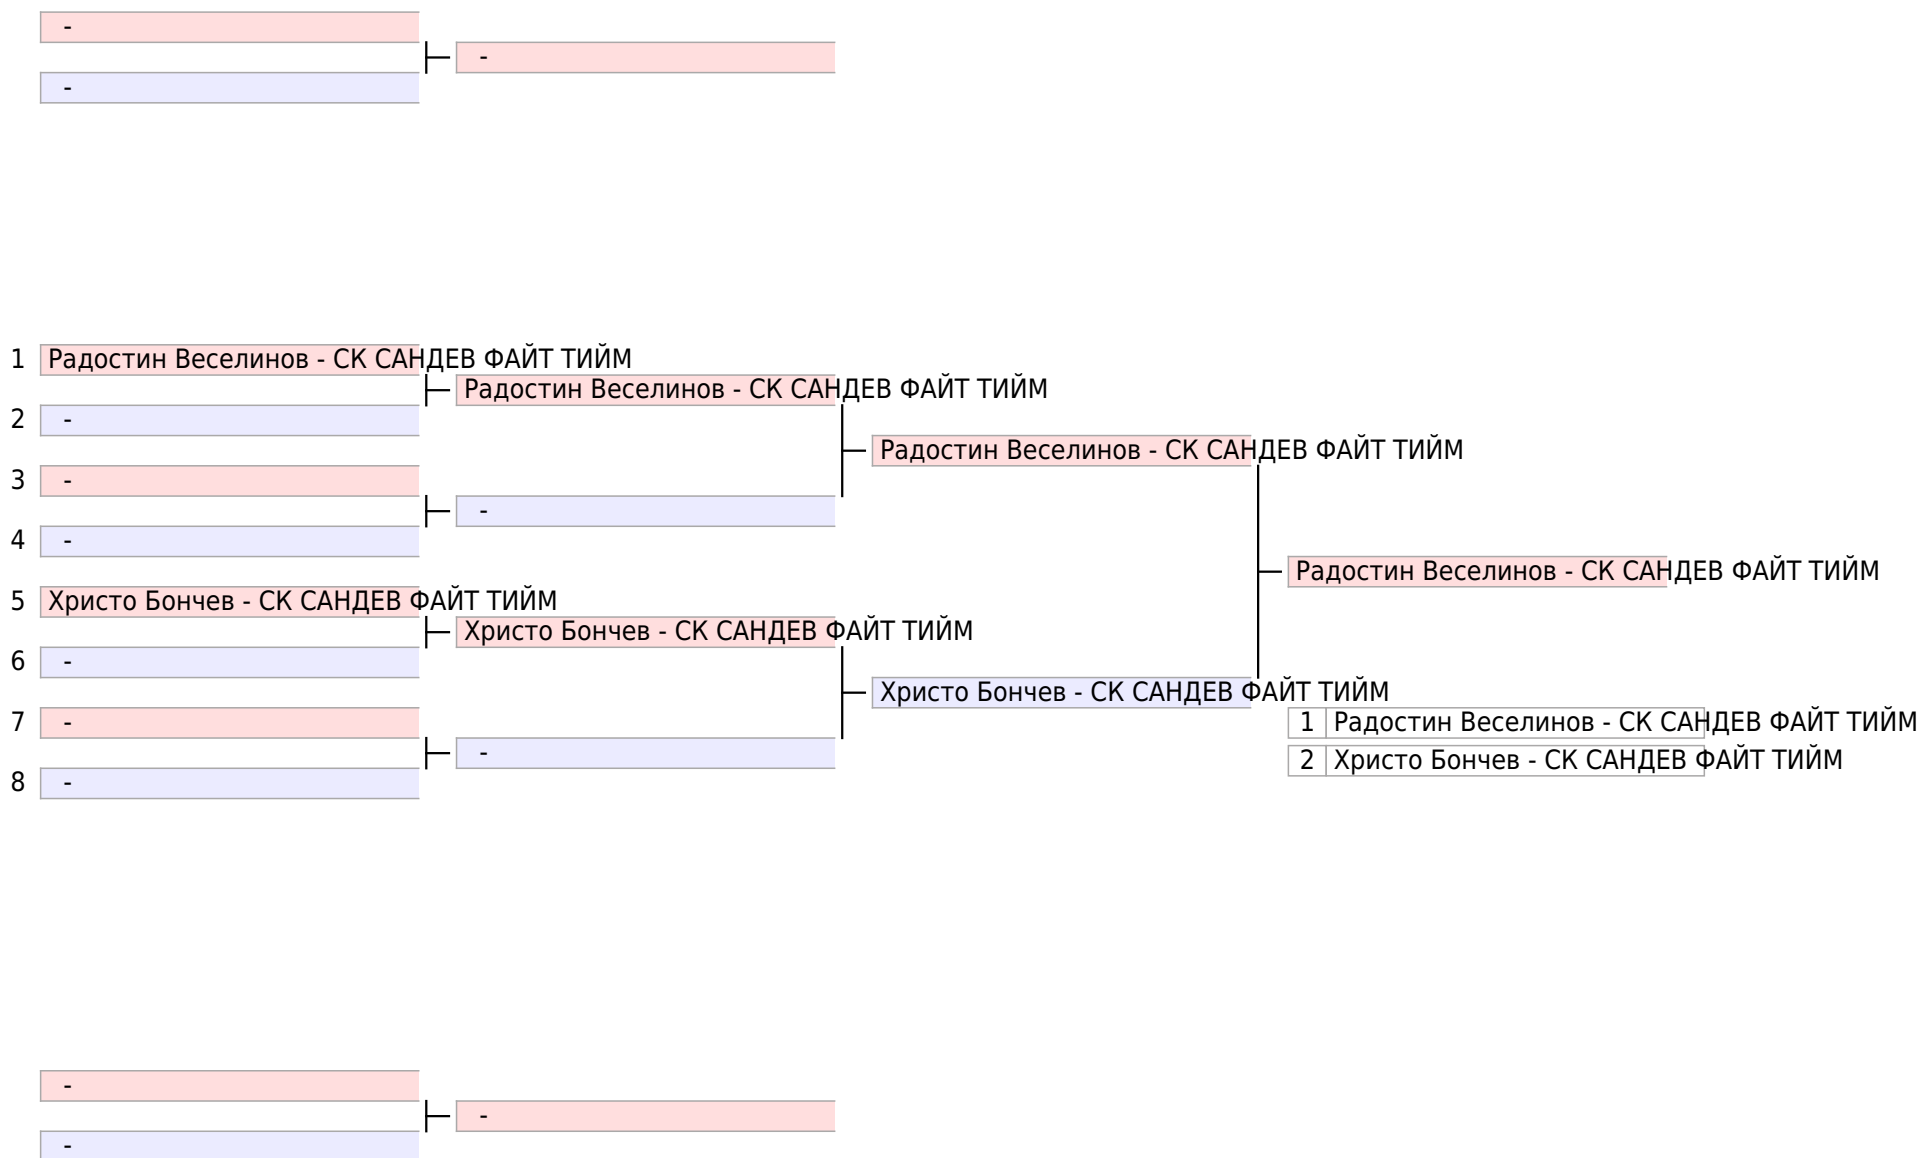 -
-
-
1 Радостин Веселинов - СК САНДЕВ ФАЙТ ТИЙМ
Радостин Веселинов - СК САНДЕВ ФАЙТ ТИЙМ
2 -
Радостин Веселинов - СК САНДЕВ ФАЙТ ТИЙМ
3 -
-
4 -
Радостин Веселинов - СК САНДЕВ ФАЙТ ТИЙМ
5 Христо Бончев - СК САНДЕВ ФАЙТ ТИЙМ
Христо Бончев - СК САНДЕВ ФАЙТ ТИЙМ
6 -
Христо Бончев - СК САНДЕВ ФАЙТ ТИЙМ
7 -
1 Радостин Веселинов - СК САНДЕВ ФАЙТ ТИЙМ
-
2 Христо Бончев - СК САНДЕВ ФАЙТ ТИЙМ
8 -
-
-
-